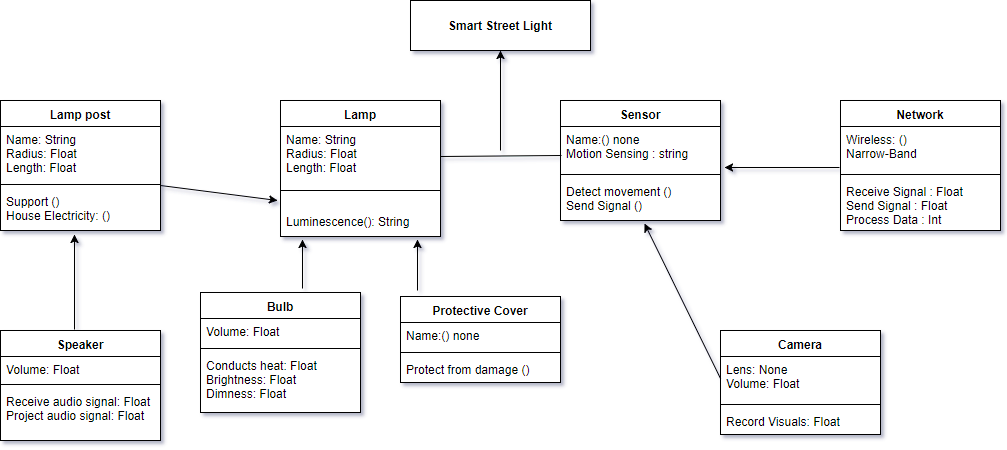 Smart Street Light
Lamp post
Name: String
Radius: Float
Length: Float
Support ()
House Electricity: ()
Lamp
Name: String
Radius: Float
Length: Float
Luminescence(): String
Sensor
Name:() none
Motion Sensing : string
Detect movement ()
Send Signal ()
Network
Wireless: ()
Narrow-Band
Receive Signal : Float
Send Signal : Float
Process Data : Int
Speaker
Volume: Float
Receive audio signal: Float
Project audio signal: Float
Bulb
Volume: Float
Conducts heat: Float
Brightness: Float
Dimness: Float
Protective Cover
Name:() none
Protect from damage ()
Camera
Lens: None
Volume: Float
Record Visuals: Float